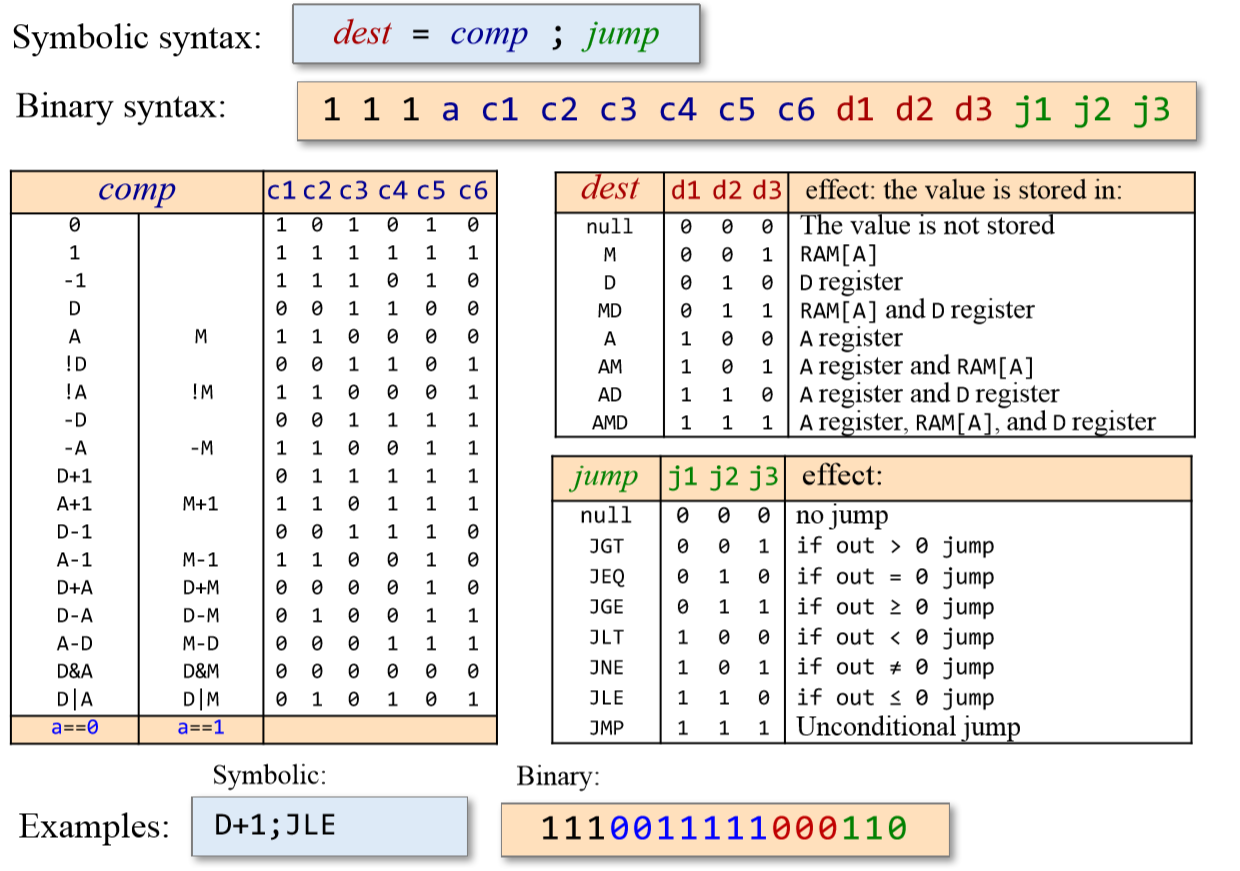 Symbolic syntax: dest = comp ; jump
Binary syntax: 1 1 1 a c1 c2 c3 c4 c5 c6 d1 d2 d3 j1 j2 j3
comp c1 c2 c3 c4 c5 c6
0 1 0 1 0 1 0
1 1 1 1 1 1 1
-1 1 1 1 0 1 0
D 0 0 1 1 0 0
A M 1 1 0 0 0 0
!D 0 0 1 1 0 1
!A !M 1 1 0 0 0 1
-D 0 0 1 1 1 1
-A -M 1 1 0 0 1 1
D+1 0 1 1 1 1 1
A+1 M+1 1 1 0 1 1 1
D-1 0 0 1 1 1 0
A-1 M-1 1 1 0 0 1 0
D+A D+M 0 0 0 0 1 0
D-A D-M 0 1 0 0 1 1
A-D M-D 0 0 0 1 1 1
D&A D&M 0 0 0 0 0 0
D|A D|M 0 1 0 1 0 1
a==0 a==1
dest d1 d2 d3 effect: the value is stored in:
null 0 0 0 The value is not stored
M 0 0 1 RAM[A]
D 0 1 0 D register
MD 0 1 1 RAM[A] and D register
A 1 0 0 A register
AM 1 0 1 A register and RAM[A]
AD 1 1 0 A register and D register
AMD 1 1 1 A register, RAM[A], and D register
jump j1 j2 j3 effect:
null 0 0 0 no jump
JGT 0 0 1 if out > 0 jump
JEQ 0 1 0 if out = 0 jump
JGE 0 1 1 if out ≥ 0 jump
JLT 1 0 0 if out < 0 jump
JNE 1 0 1 if out ≠ 0 jump
JLE 1 1 0 if out ≤ 0 jump
JMP 1 1 1 Unconditional jump
Symbolic: Binary:
Examples: D+1;JLE 1110011111000110